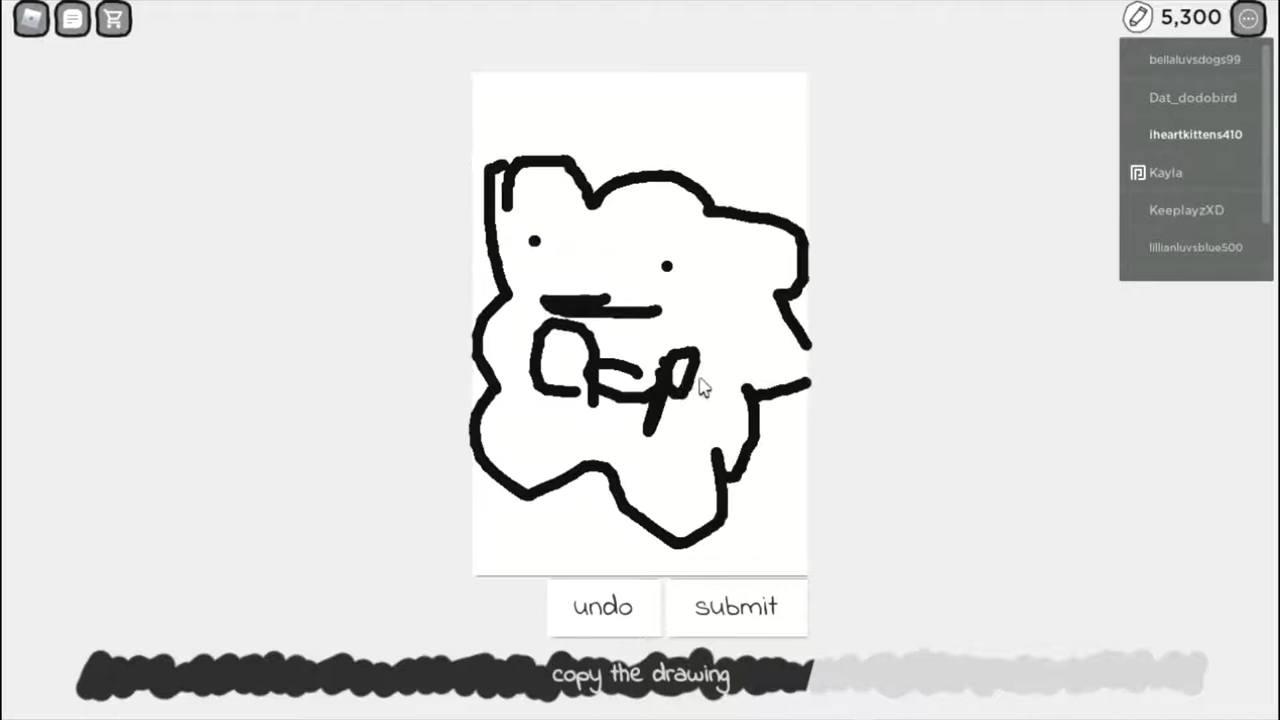 5,300
bellaluvsdogs99
Dat_dodobird
iheartkittens410
Kayla
KeeplayzXD
lillianluvsblue500
undo
submit
copy the drawing